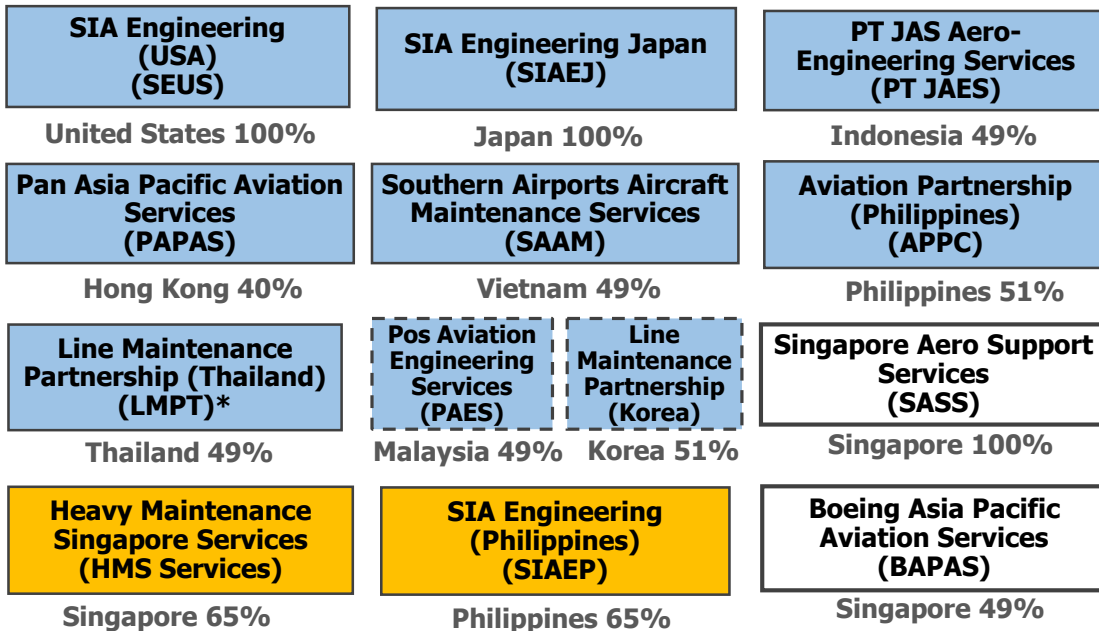 SIA Engineering
(USA)
(SEUS)
United States 100%
SIA Engineering Japan
(SIAEJ)
Japan 100%
PT JAS Aero-
Engineering Services
(PT JAES)
Indonesia 49%
Pan Asia Pacific Aviation
Services
(PAPAS)
Hong Kong 40%
Southern Airports Aircraft
Maintenance Services
(SAAM)
Vietnam 49%
Aviation Partnership
(Philippines)
(APPC)
Philippines 51%
Line Maintenance
Partnership (Thailand)
(LMPT)*
Thailand 49%
Pos Aviation
Engineering
Services
(PAES)
Malaysia 49%
Line
Maintenance
Partnership
(Korea)
Korea 51%
Singapore Aero Support
Services
(SASS)
Singapore 100%
Heavy Maintenance
Singapore Services
(HMS Services)
Singapore 65%
SIA Engineering
(Philippines)
(SIAEP)
Philippines 65%
Boeing Asia Pacific
Aviation Services
(BAPAS)
Singapore 49%